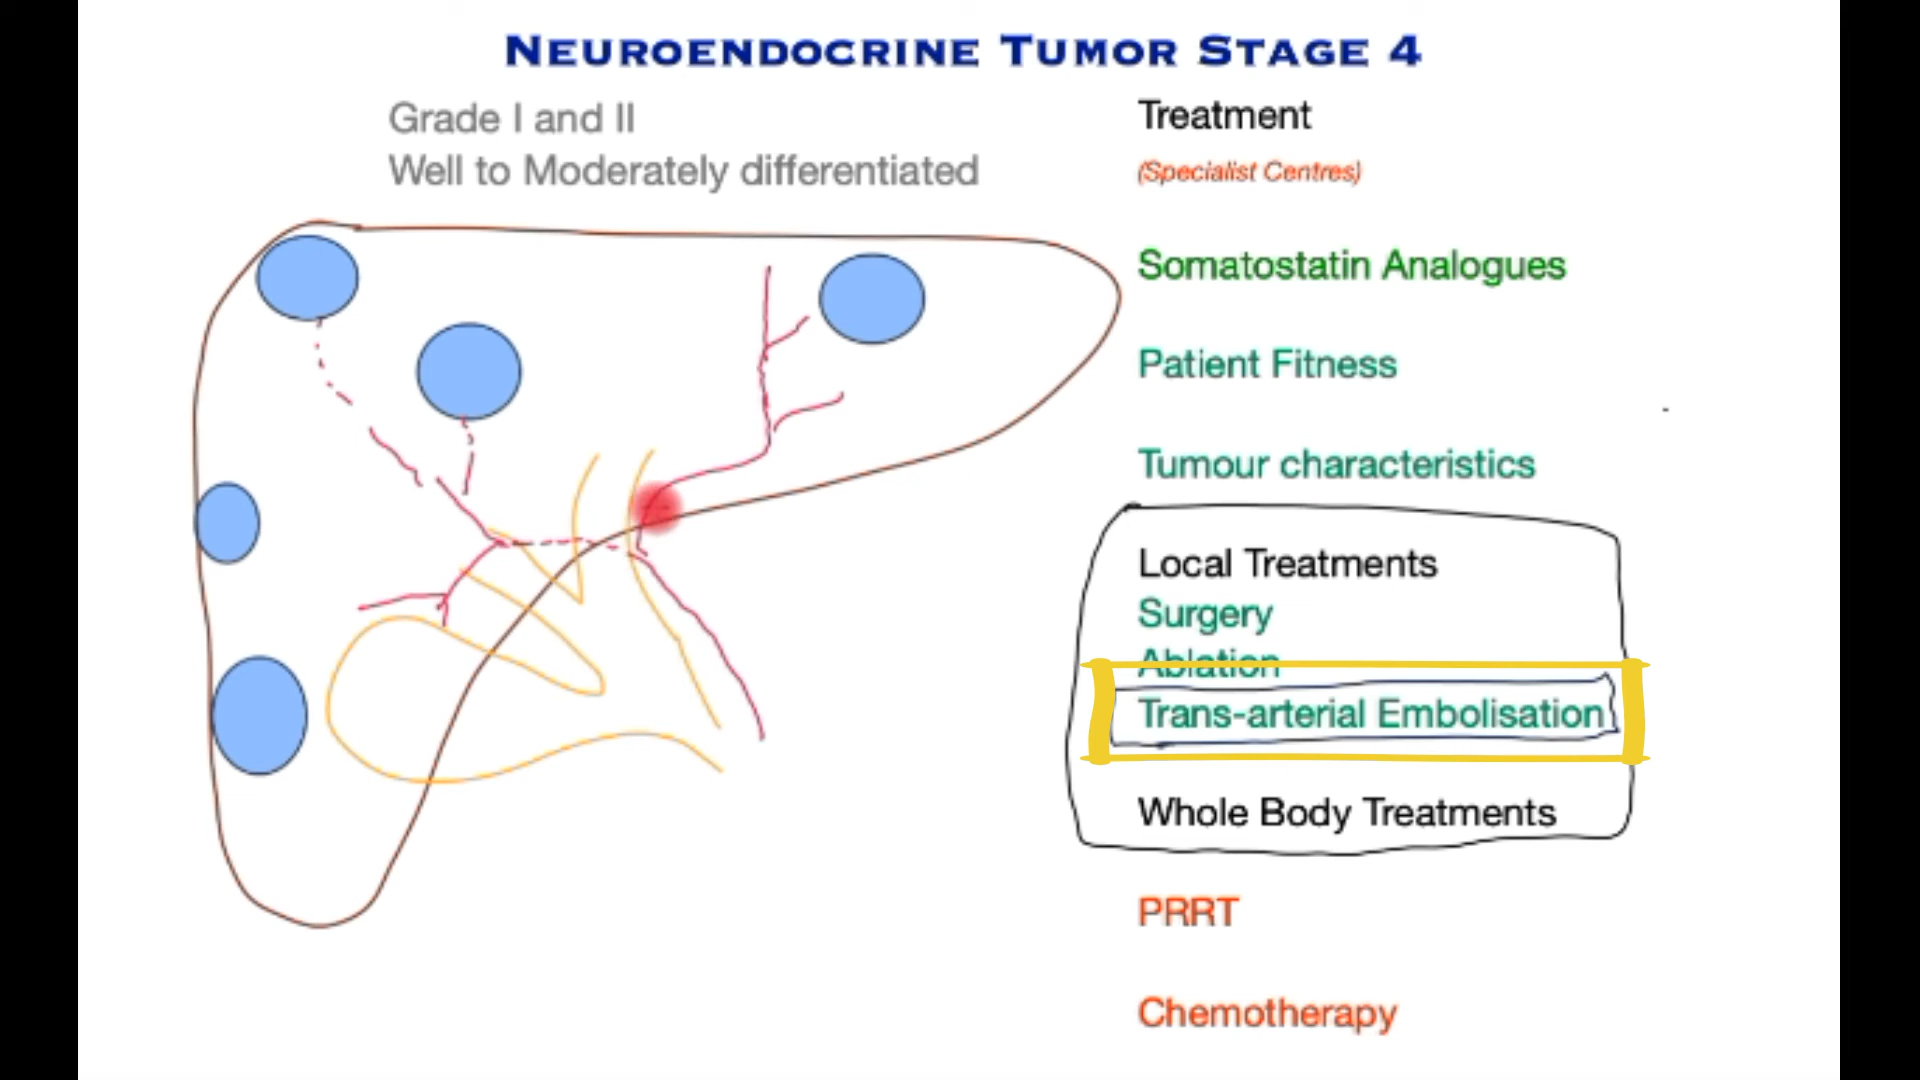 NEUROENDOCRINE TUMOR STAGE 4
Grade I and II
Well to Moderately differentiated
Treatment
(Specialist Centres)
Somatostatin Analogues
Patient Fitness
Tumour characteristics
Local Treatments
Surgery
Ablation
Trans-arterial Embolisation
Whole Body Treatments
PRRT
Chemotherapy